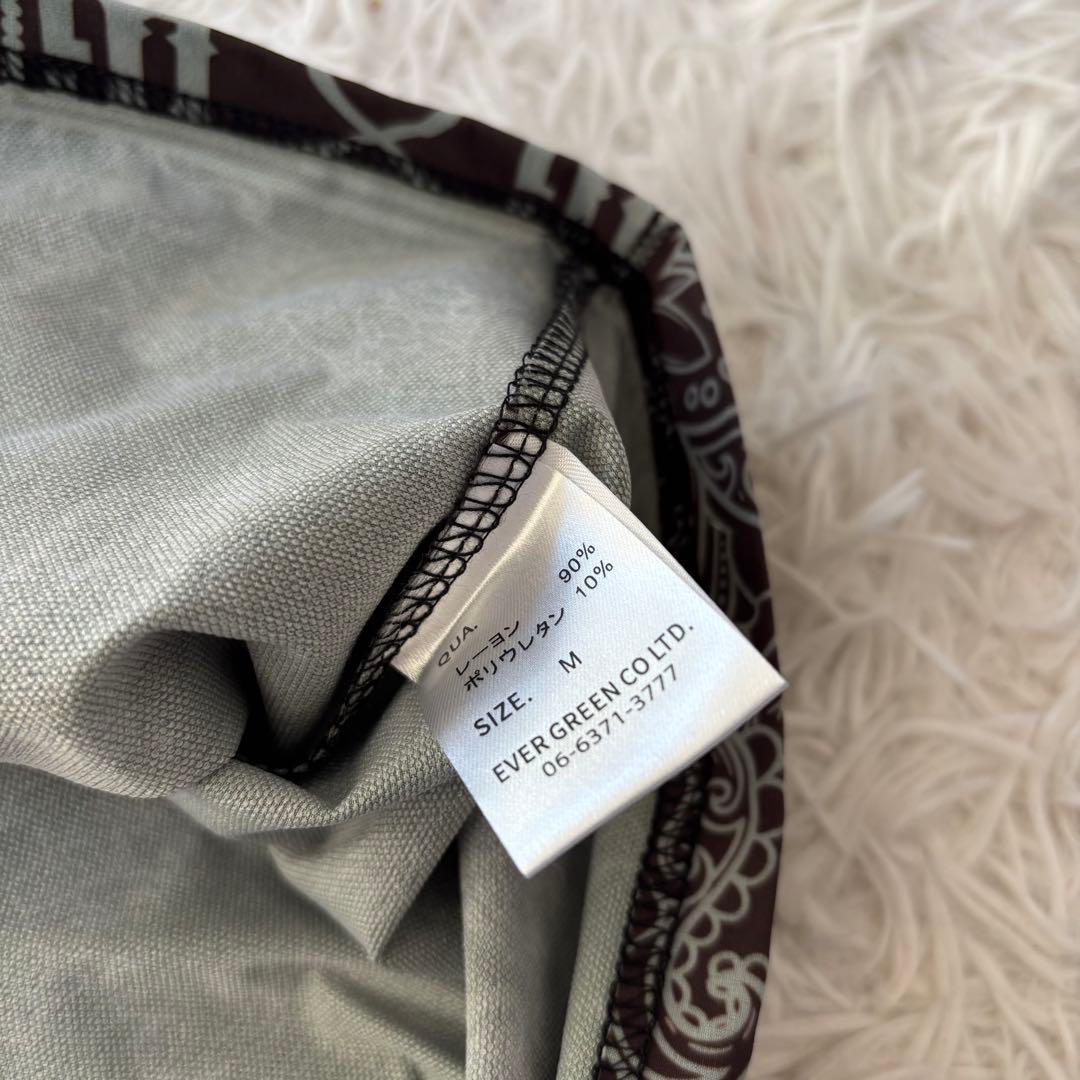 QUA.
レーヨン 90%
ポリウレタン 10%
SIZE. M
EVER GREEN CO LTD.
06-6371-3777